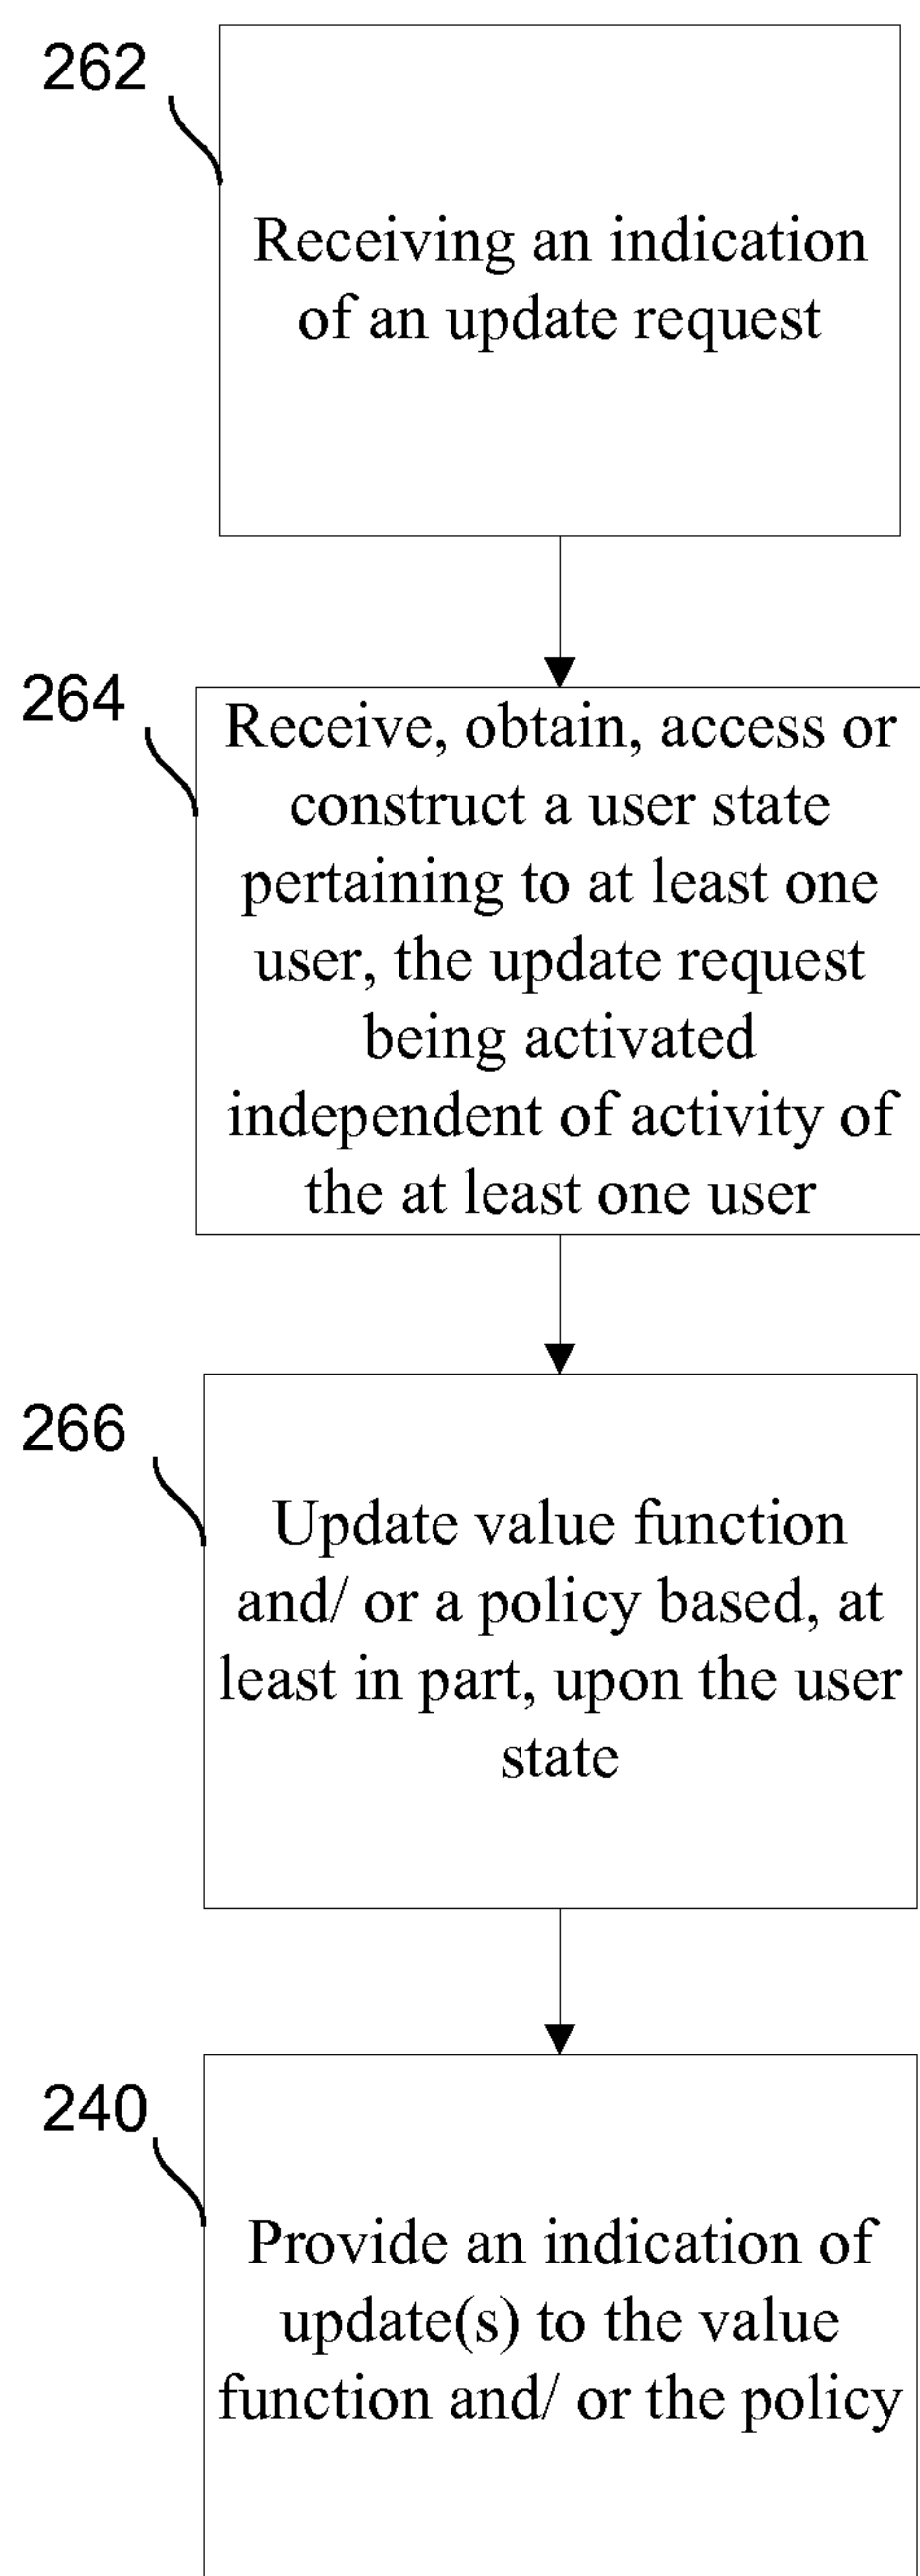 262
Receiving an indication
of an update request
264
Receive, obtain, access or
construct a user state
pertaining to at least one
user, the update request
being activated
independent of activity of
the at least one user
266
Update value function
and/ or a policy based, at
least in part, upon the user
state
240
Provide an indication of
update(s) to the value
function and/ or the policy